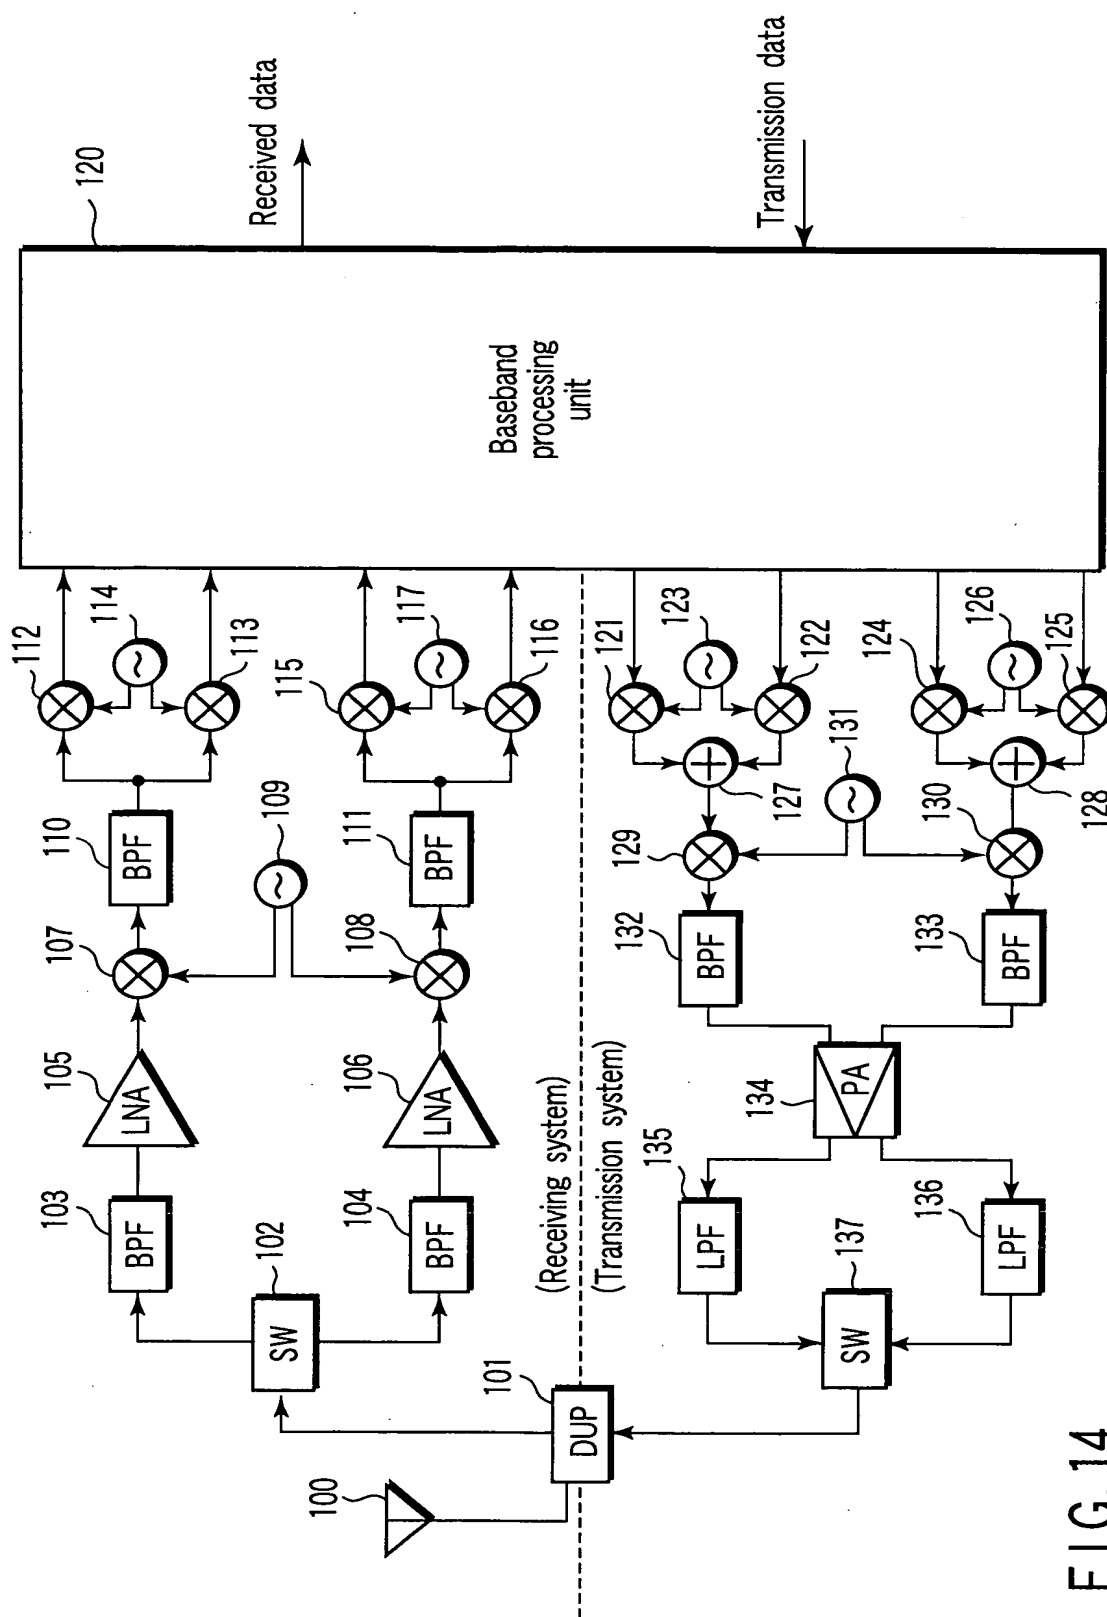 120
Received data
Transmission data
Baseband
processing
unit
112
114
113
115
117
116
121
123
122
124
126
125
110
BPF
109
111
BPF
127
131
128
129
130
107
108
132
BPF
133
BPF
105
LNA
106
LNA
134
PA
103
BPF
104
BPF
102
SW
(Receiving system)
(Transmission system)
135
LPF
136
LPF
137
SW
101
DUP
100
FIG. 14